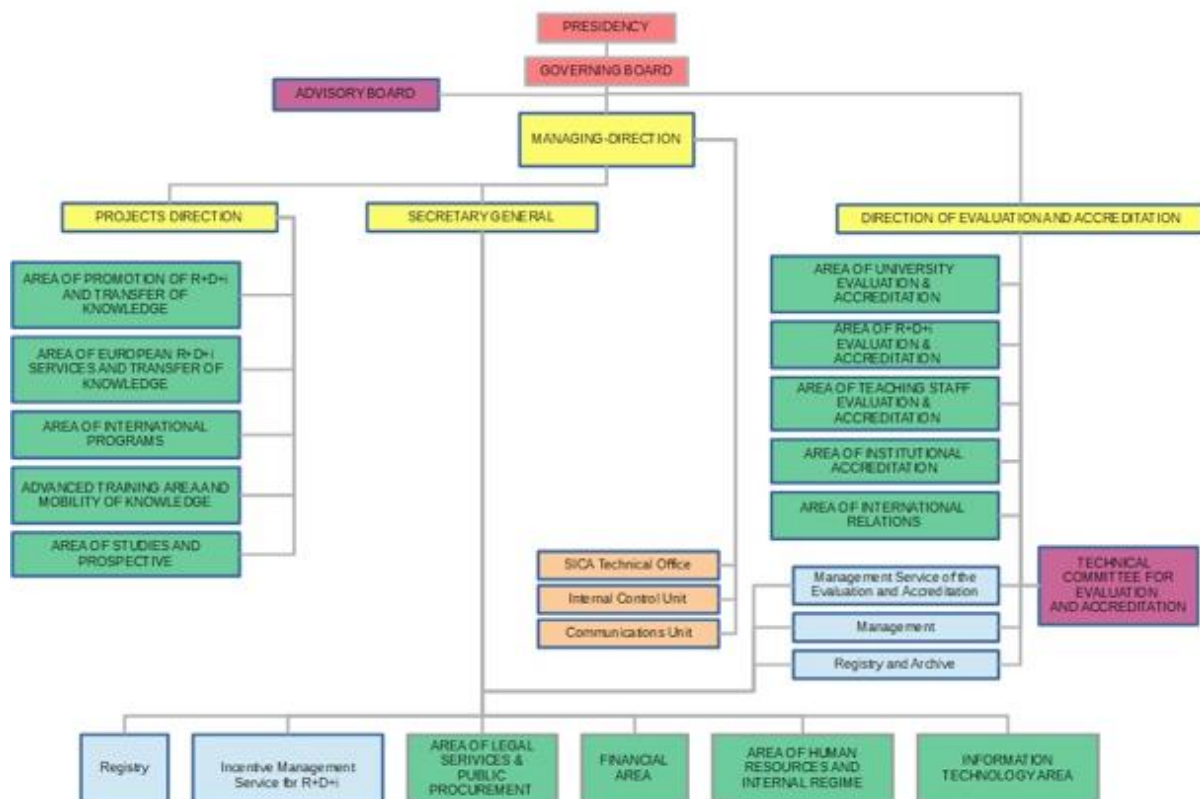 PRESIDENCY
GOVERNING BOARD
ADVISORY BOARD
MANAGING-DIRECTION
PROJECTS DIRECTION
SECRETARY GENERAL
DIRECTION OF EVALUATION AND ACCREDITATION
AREA OF PROMOTION OF R+D+i
AND TRANSFER OF
KNOWLEDGE
AREA OF EUROPEAN R+D+i
SERVICES AND TRANSFER OF
KNOWLEDGE
AREA OF INTERNATIONAL
PROGRAMS
ADVANCED TRAINING AREA AND
MOBILITY OF KNOWLEDGE
AREA OF STUDIES AND
PROSPECTIVE
AREA OF UNIVERSITY
EVALUATION &
ACCREDITATION
AREA OF R+D+i
EVALUATION &
ACCREDITATION
AREA OF TEACHING STAFF
EVALUATION &
ACCREDITATION
AREA OF INSTITUTIONAL
ACCREDITATION
AREA OF INTERNATIONAL
RELATIONS
SICA Technical Office
Internal Control Unit
Communications Unit
Management Service of the
Evaluation and Accreditation
Management
Registry and Archive
TECHNICAL
COMMITTEE FOR
EVALUATION
AND ACCREDITATION
Registry
Incentive Management
Service for R+D+i
AREA OF LEGAL
SERIVICES &
PUBLIC
PROCUREMENT
FINANCIAL
AREA
AREA OF HUMAN
RESOURCES AND
INTERNAL REGIME
INFORMATION
TECHNOLOGY AREA